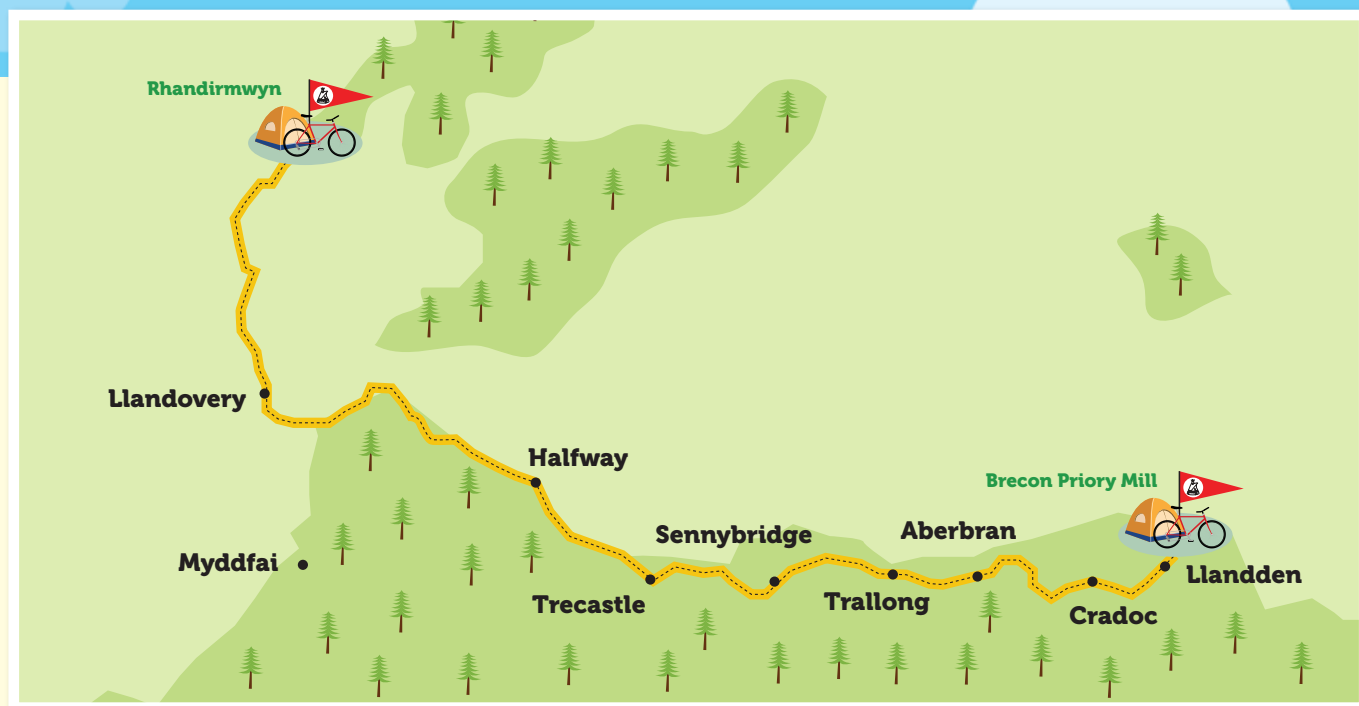 Rhandirmwyn
Llandovery
Halfway
Brecon Priory Mill
Sennybridge
Aberbran
Myddfai
Llandden
Trecastle
Trallong
Cradoc